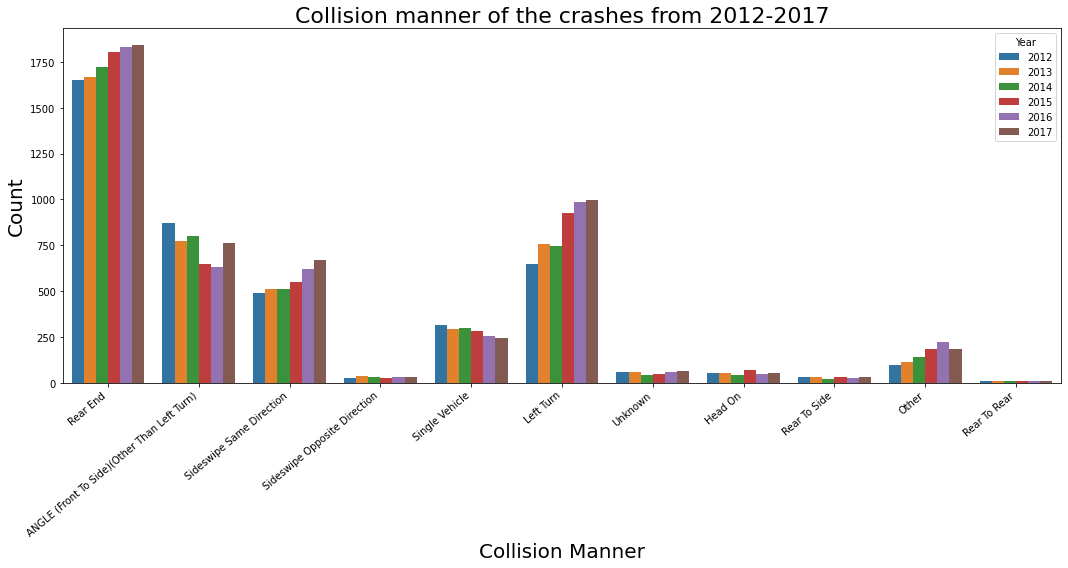 Collision manner of the crashes from 2012-2017
Year
2012
2013
2014
2015
2016
2017
Count
1750
1500
1250
1000
750
500
250
0
Rear End
ANGLE (Front To Side)(Other Than Left Turn)
Sideswipe Same Direction
Sideswipe Opposite Direction
Single Vehicle
Left Turn
Unknown
Head On
Rear To Side
Other
Rear To Rear
Collision Manner